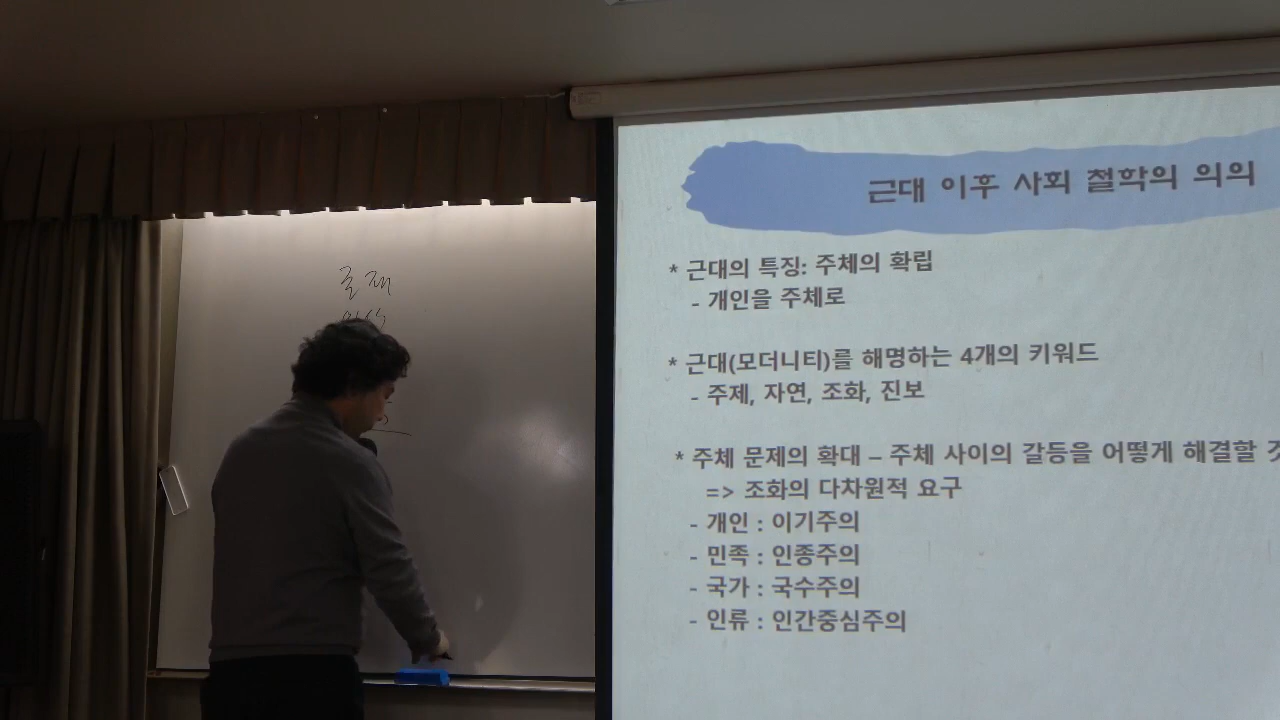 근대 이후 사회 철학의 의의
* 근대의 특징: 주체의 확립
- 개인을 주체로
* 근대(모더니티)를 해명하는 4개의 키워드
- 주제, 자연, 조화, 진보
* 주체 문제의 확대 – 주체 사이의 갈등을 어떻게 해결할
=> 조화의 다차원적 요구
- 개인 : 이기주의
- 민족 : 인종주의
- 국가 : 국수주의
- 인류 : 인간중심주의